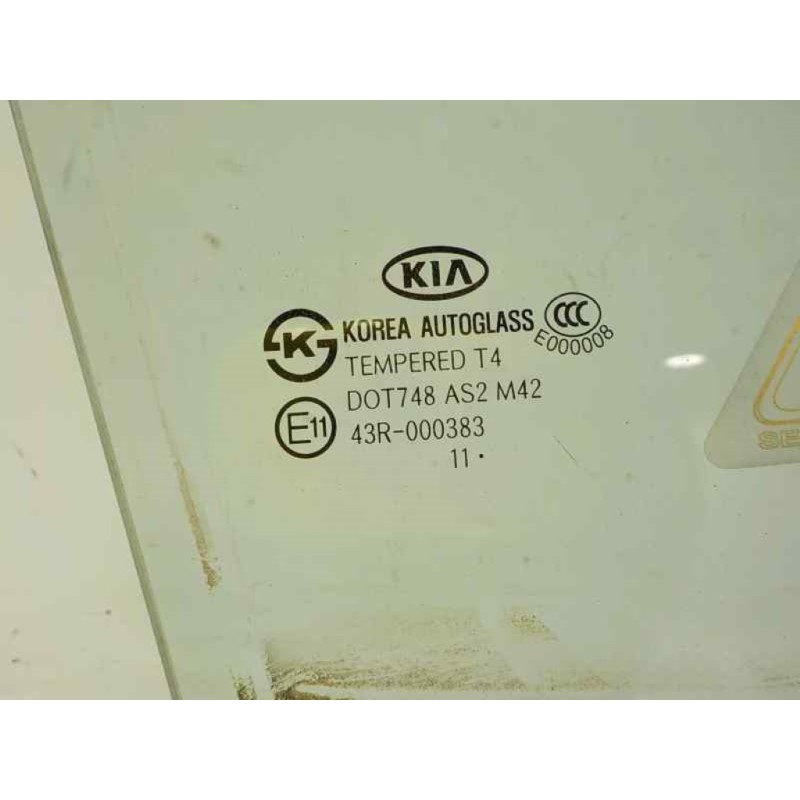 KIA
KOREA AUTOGLASS
CCC
E000008
K
TEMPERED T4
DOT748 AS2 M42
E11
43R-000383
11 .